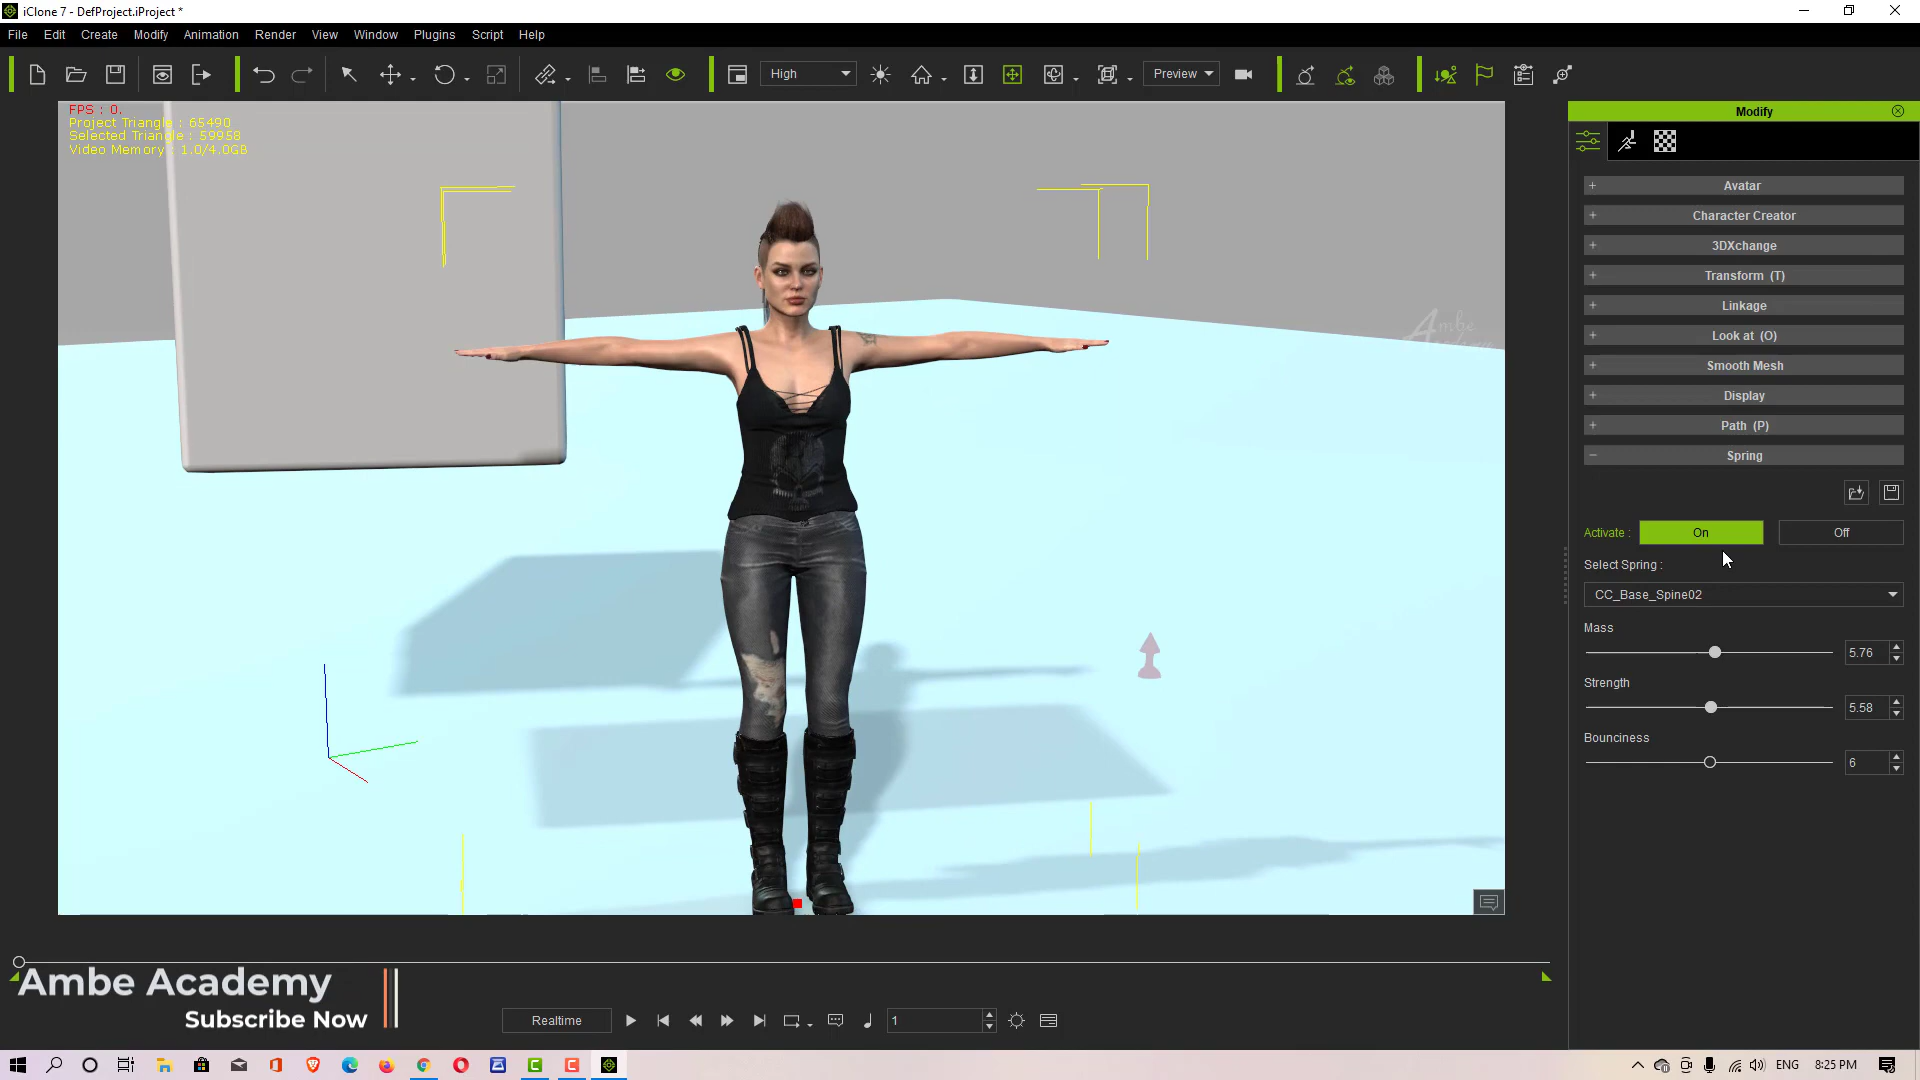 iClone 7 - DefProject.iProject *
File Edit Create Modify Animation Render View Window Plugins Script Help
High Preview
FPS : 0.
Project Triangle : 65490
Selected Triangle : 59958
Video Memory : 1.0/4.0GB
Modify
+ Avatar
+ Character Creator
+ 3DXchange
+ Transform (T)
+ Linkage
+ Look at (O)
+ Smooth Mesh
+ Display
+ Path (P)
− Spring
Activate : On Off
Select Spring :
CC_Base_Spine02
Mass
5.76
Strength
5.58
Bounciness
6
Ambe
Academy
Ambe Academy
Subscribe Now
Realtime 1
ENG 8:25 PM